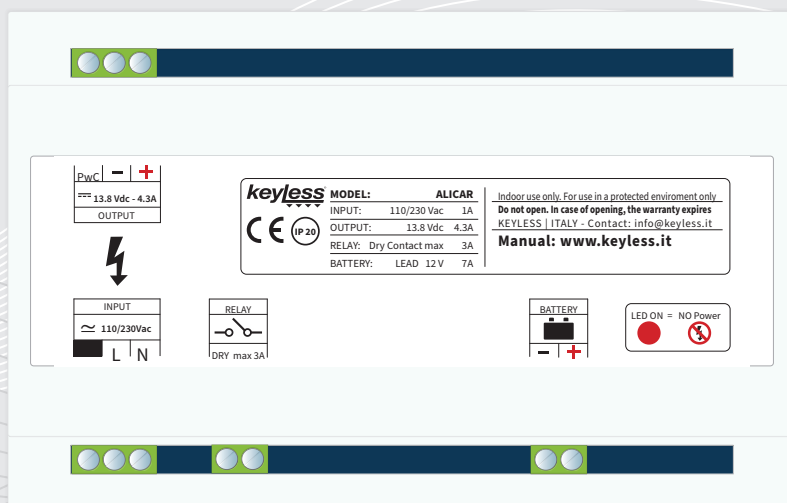 PwC - +
13.8 Vdc - 4.3A
OUTPUT
INPUT
110/230Vac
L N
RELAY
DRY max 3A
keyless
CE IP 20
MODEL: ALICAR
INPUT: 110/230 Vac 1A
OUTPUT: 13.8 Vdc 4.3A
RELAY: Dry Contact max 3A
BATTERY: LEAD 12 V 7A
Indoor use only. For use in a protected enviroment only
Do not open. In case of opening, the warranty expires
KEYLESS | ITALY - Contact: info@keyless.it
Manual: www.keyless.it
BATTERY
- +
LED ON = NO Power